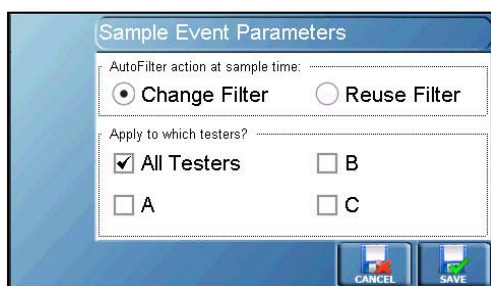 Sample Event Parameters
AutoFilter action at sample time:
Change Filter Reuse Filter
Apply to which testers?
All Testers B
A C
CANCEL SAVE